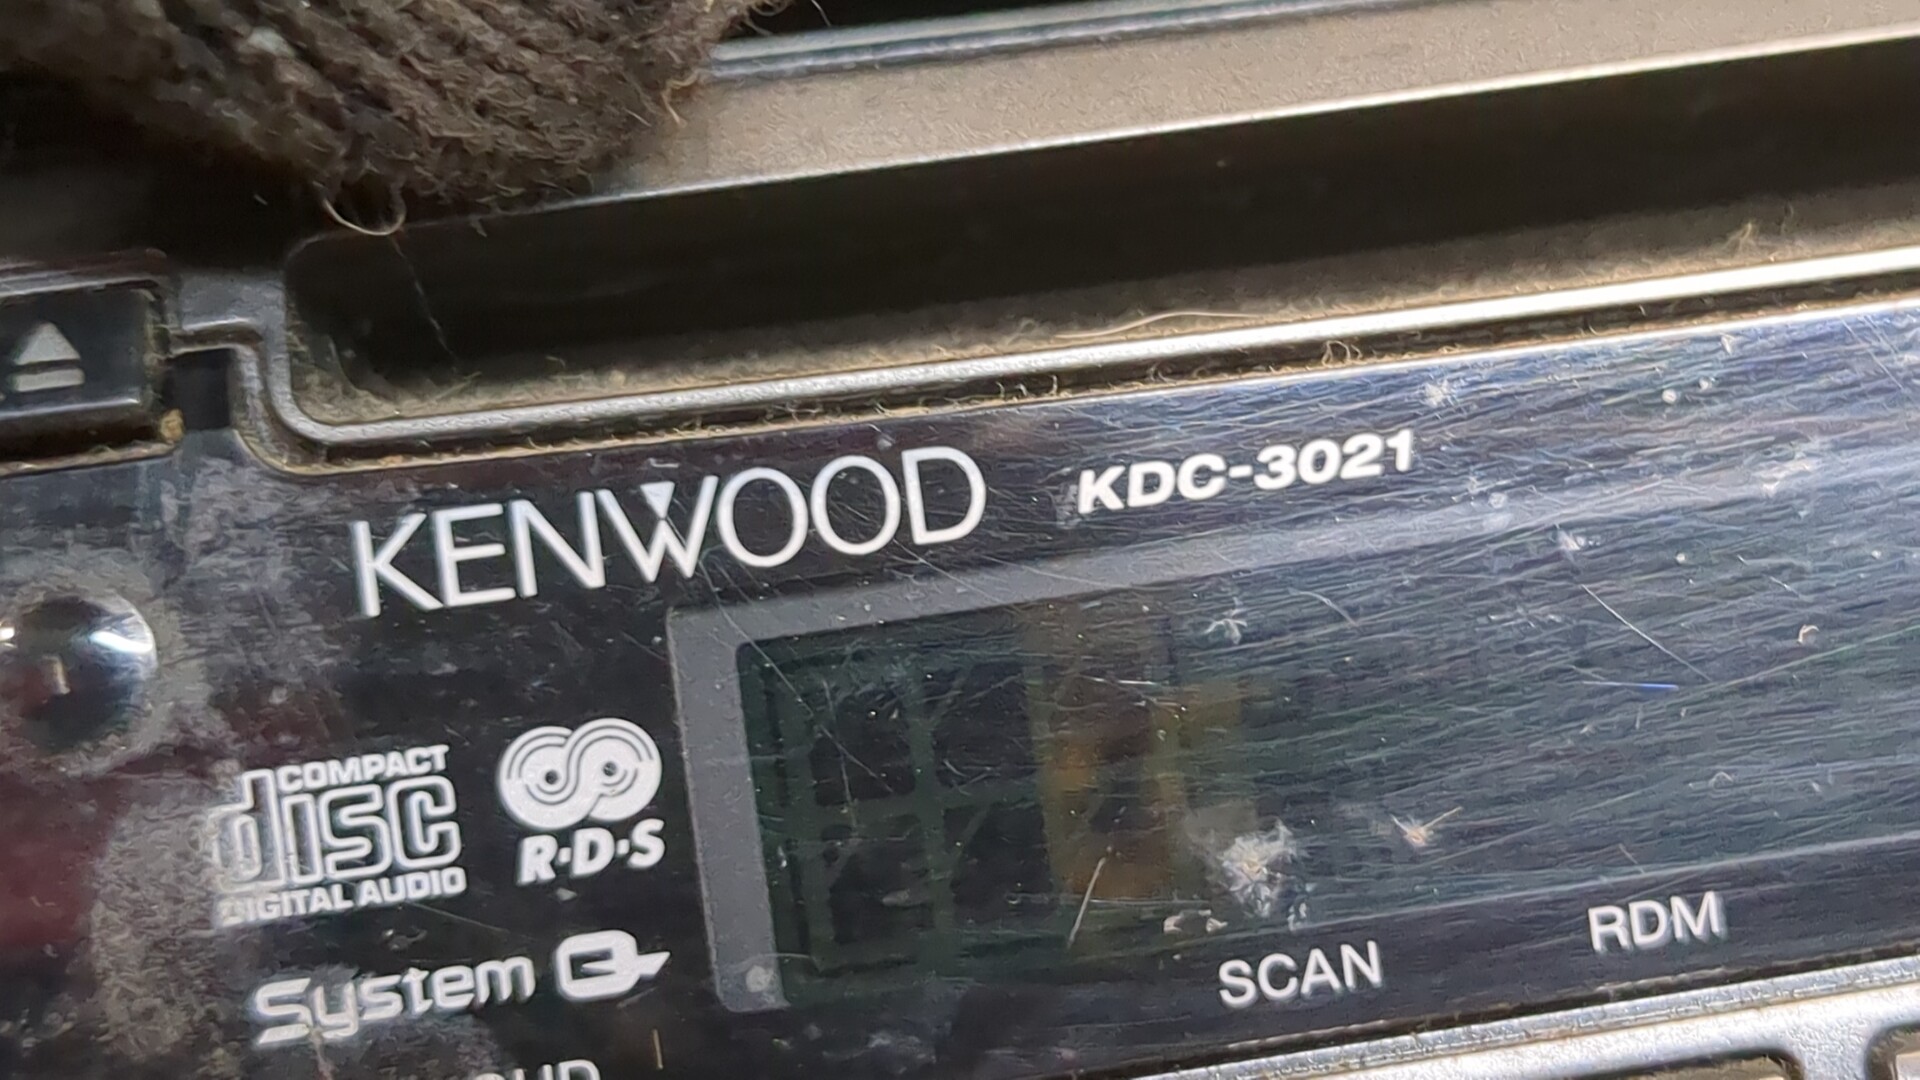 KENWOOD KDC-3021
COMPACT
disc
DIGITAL AUDIO
R·D·S
System Q
SCAN
RDM